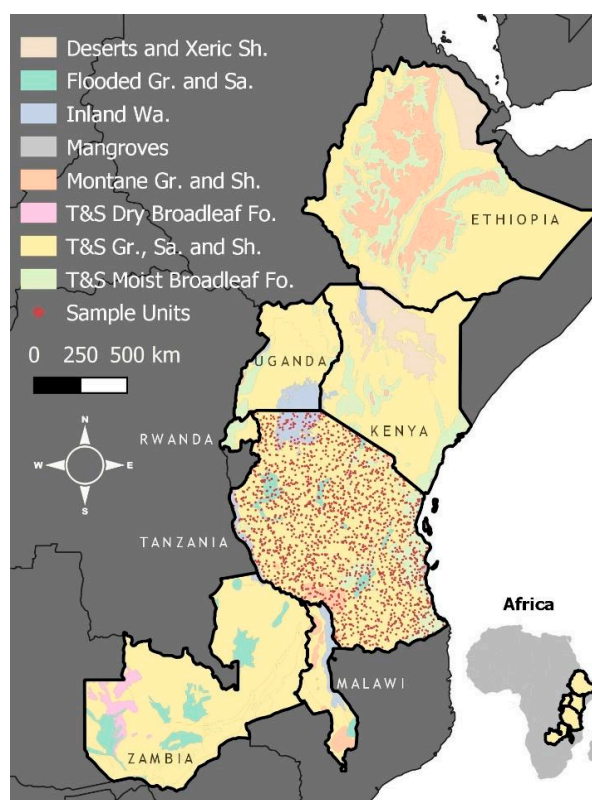 Deserts and Xeric Sh.
Flooded Gr. and Sa.
Inland Wa.
Mangroves
Montane Gr. and Sh.
T&S Dry Broadleaf Fo.
T&S Gr., Sa. and Sh.
T&S Moist Broadleaf Fo.
Sample Units
0 250 500 km
N
W E
S
ETHIOPIA
UGANDA
KENYA
RWANDA
TANZANIA
MALAWI
ZAMBIA
Africa